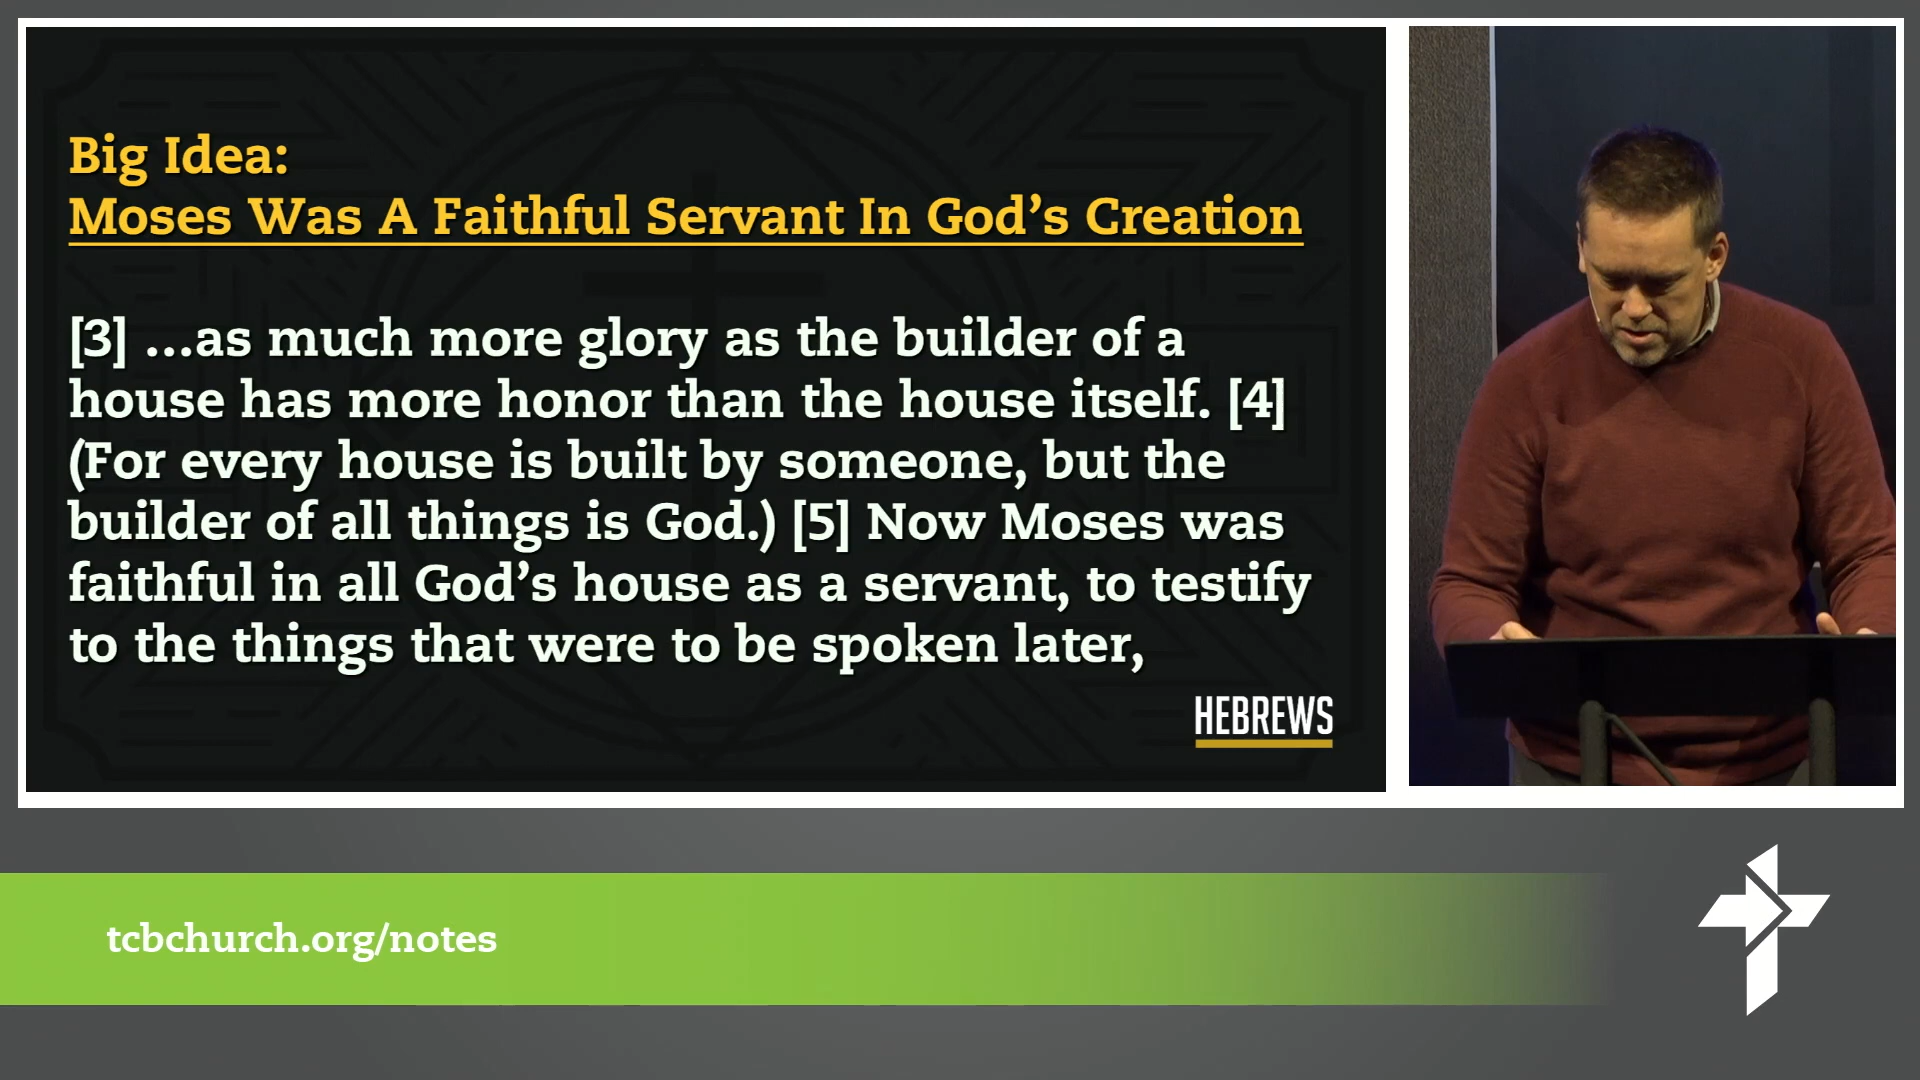 Big Idea:
Moses Was A Faithful Servant In God’s Creation
[3] …as much more glory as the builder of a
house has more honor than the house itself. [4]
(For every house is built by someone, but the
builder of all things is God.) [5] Now Moses was
faithful in all God’s house as a servant, to testify
to the things that were to be spoken later,
HEBREWS
tcbchurch.org/notes